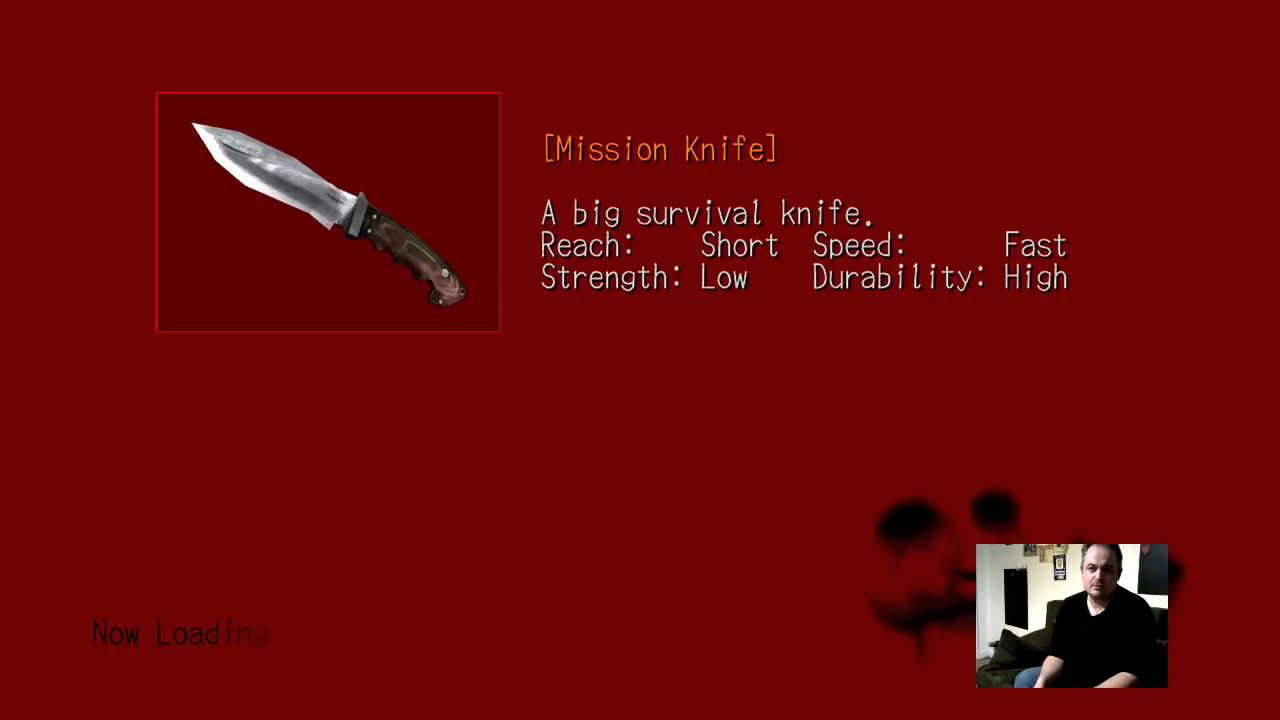 [Mission Knife]
A big survival knife.
Reach: Short Speed: Fast
Strength: Low Durability: High
Now Loading...